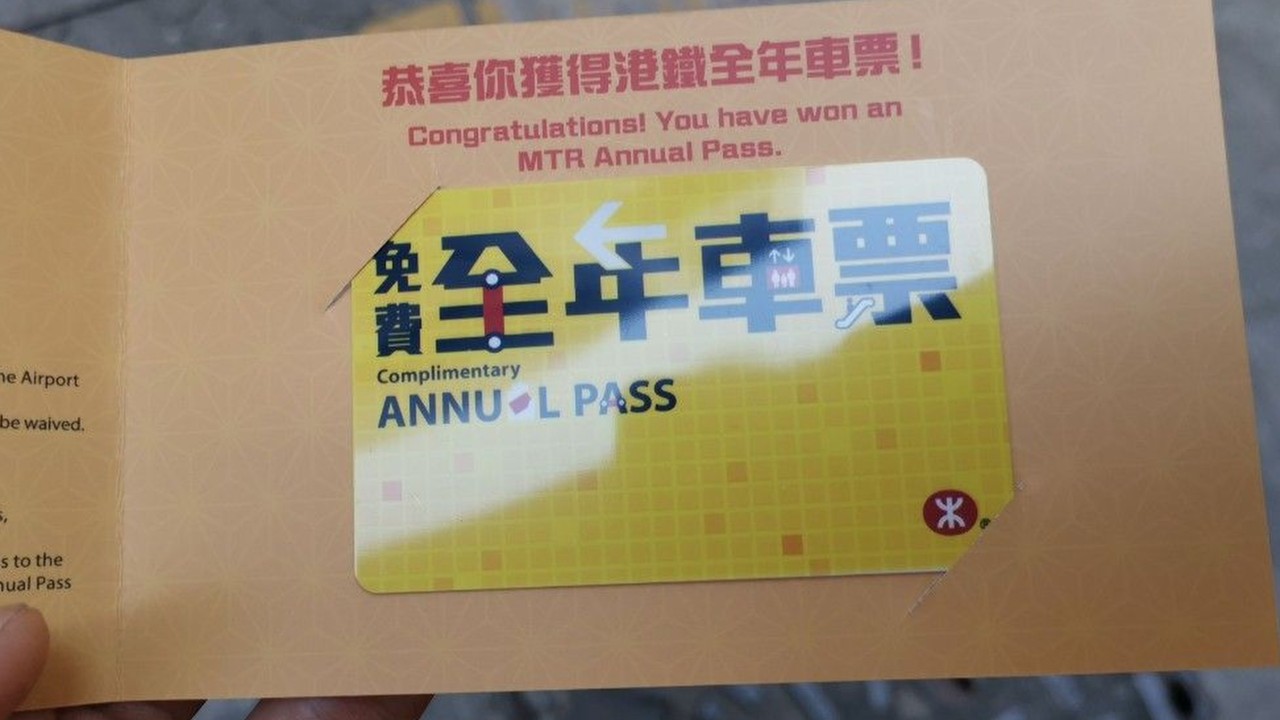 恭喜你獲得港鐵全年車票！
Congratulations! You have won an
MTR Annual Pass.
免費全年車票
Complimentary
ANNUAL PASS
he Airport
be waived.
s,
s to the
nual Pass